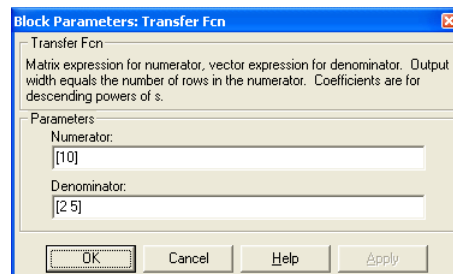 Block Parameters: Transfer Fcn
Transfer Fcn
Matrix expression for numerator, vector expression for denominator. Output
width equals the number of rows in the numerator. Coefficients are for
descending powers of s.
Parameters
Numerator:
[10]
Denominator:
[2 5]
OK Cancel Help Apply